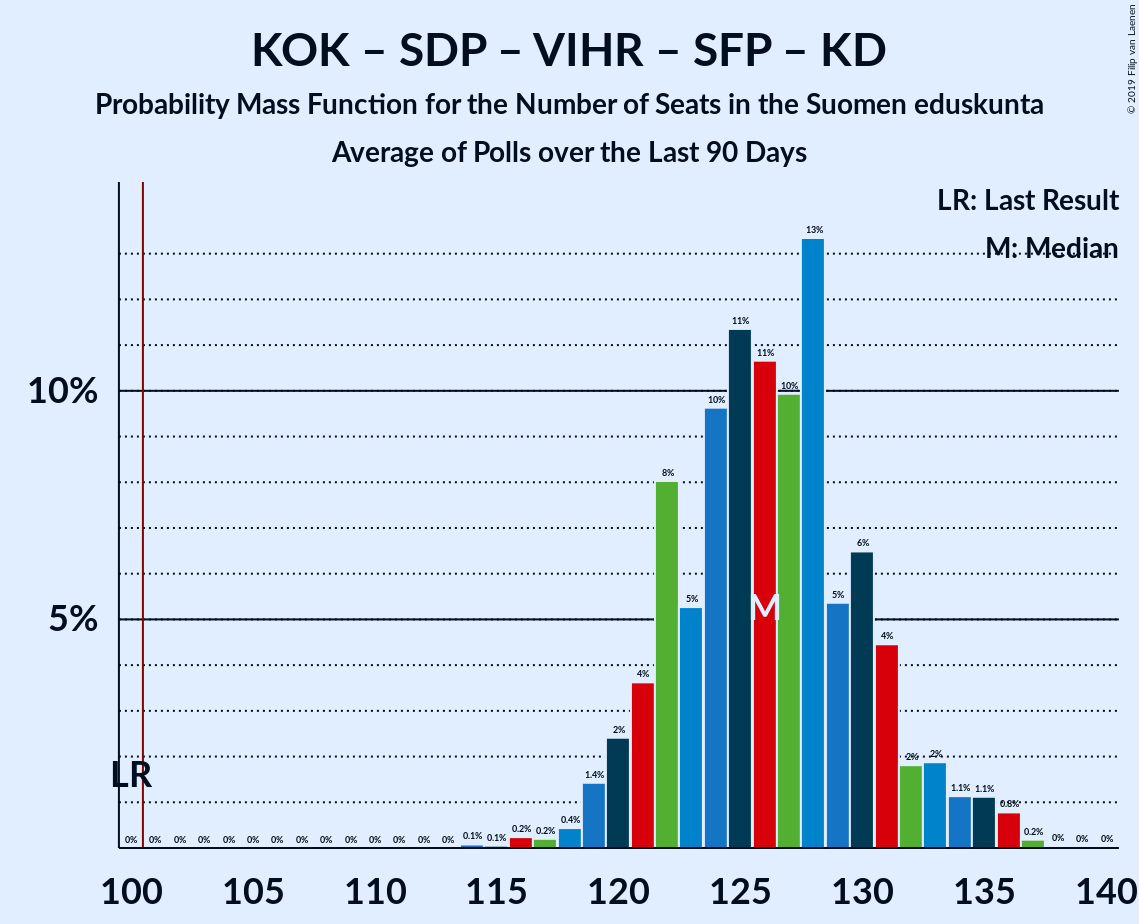 KOK – SDP – VIHR – SFP – KD
Probability Mass Function for the Number of Seats in the Suomen eduskunta
Average of Polls over the Last 90 Days
© 2019 Filip van Laenen
LR: Last Result
M: Median
10%
5%
LR
M
0% 0% 0% 0% 0% 0% 0% 0% 0% 0% 0% 0% 0% 0% 0.1% 0.1% 0.2% 0.2% 0.4% 1.4% 2% 4% 8% 5% 10% 11% 11% 10% 13% 5% 6% 4% 2% 2% 1.1% 1.1% 0.8% 0.2% 0% 0% 0%
100 105 110 115 120 125 130 135 140